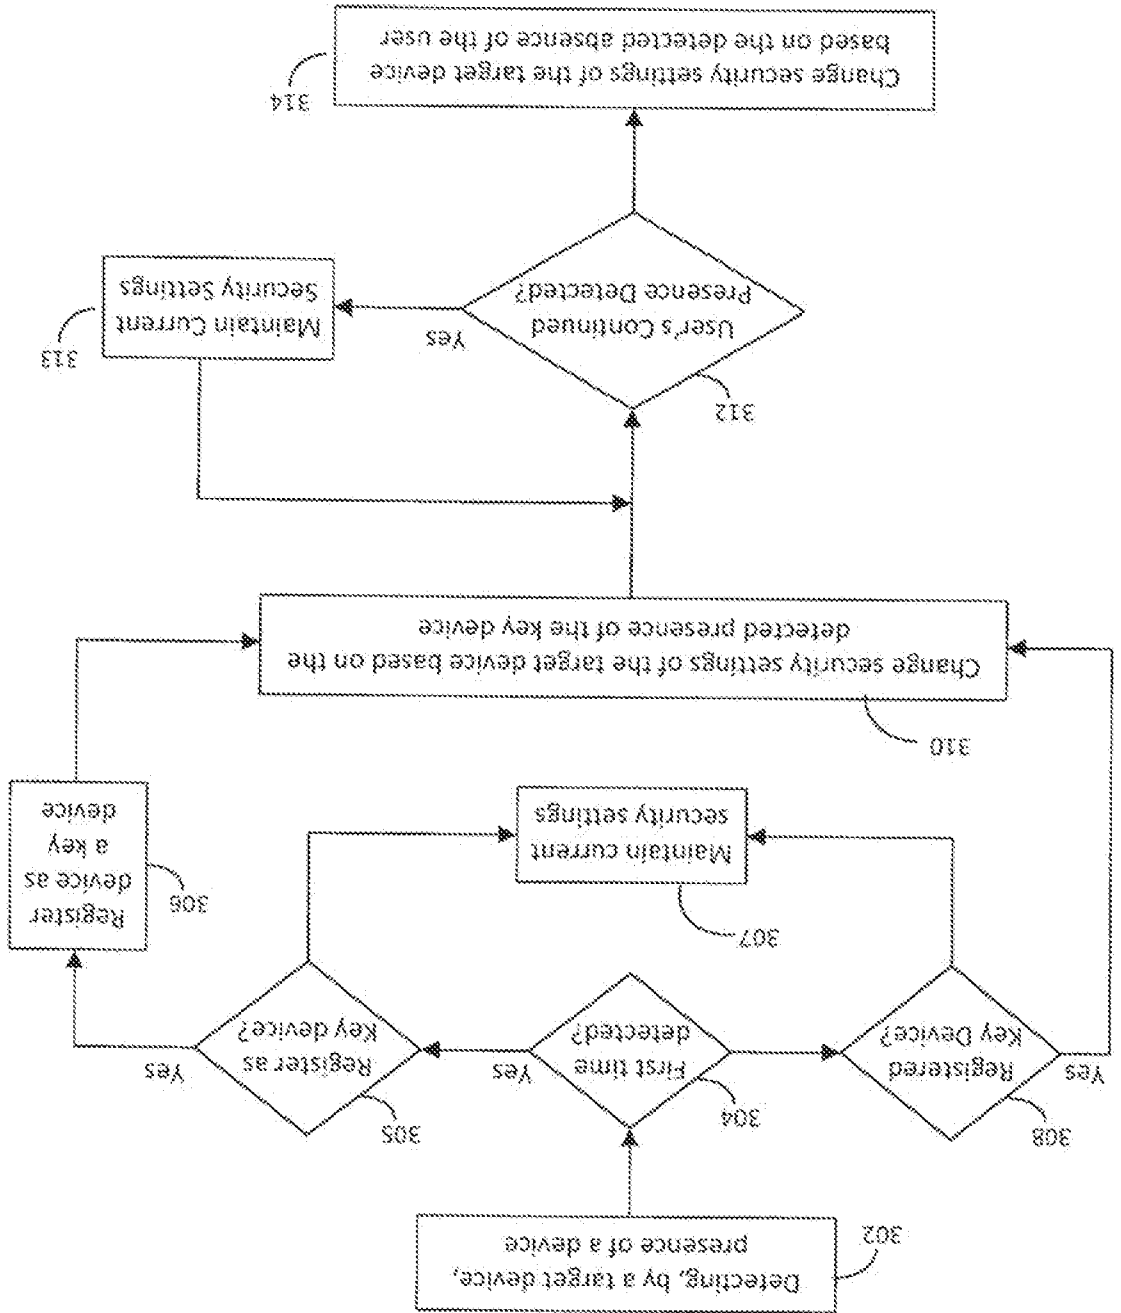 Detecting, by a target device,
presence of a device
302
304
First time
detected?
Yes
308
Registered
Key Device?
Yes
305
Register as
Key device?
Yes
307
Maintain current
security settings
306
Register
device as
a key
device
310
Change security settings of the target device based on the
detected presence of the key device
312
User's Continued
Presence Detected?
Yes
313
Maintain Current
Security Settings
314
Change security settings of the target device
based on the detected absence of the user